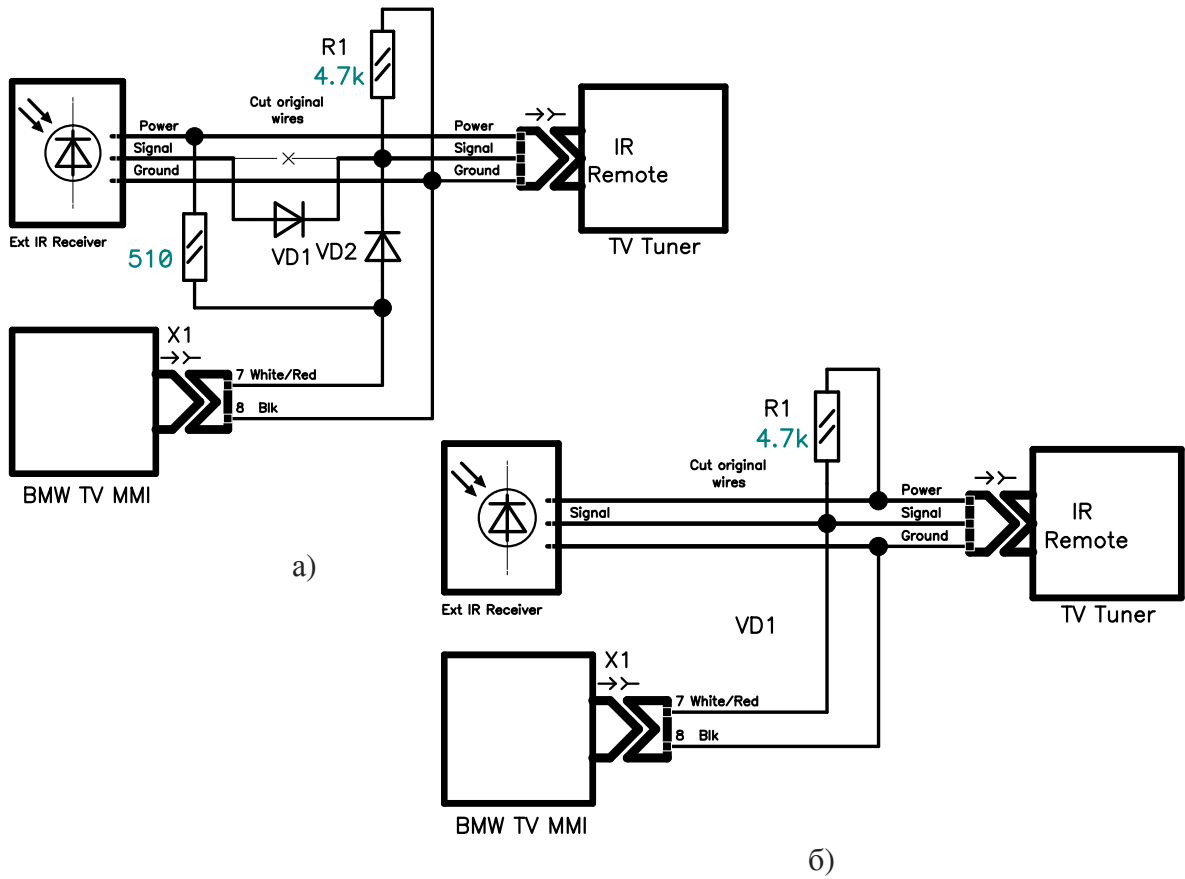 R1
4.7k
Cut original
wires
Power
Power
Signal
Signal
Ground
Ground
IR
Remote
Ext IR Receiver
510
VD1
VD2
TV Tuner
X1
7 White/Red
8 Blk
BMW TV MMI
а)
R1
4.7k
Cut original
wires
Power
Signal
Signal
Ground
IR
Remote
Ext IR Receiver
TV Tuner
VD1
X1
7 White/Red
8 Blk
BMW TV MMI
б)